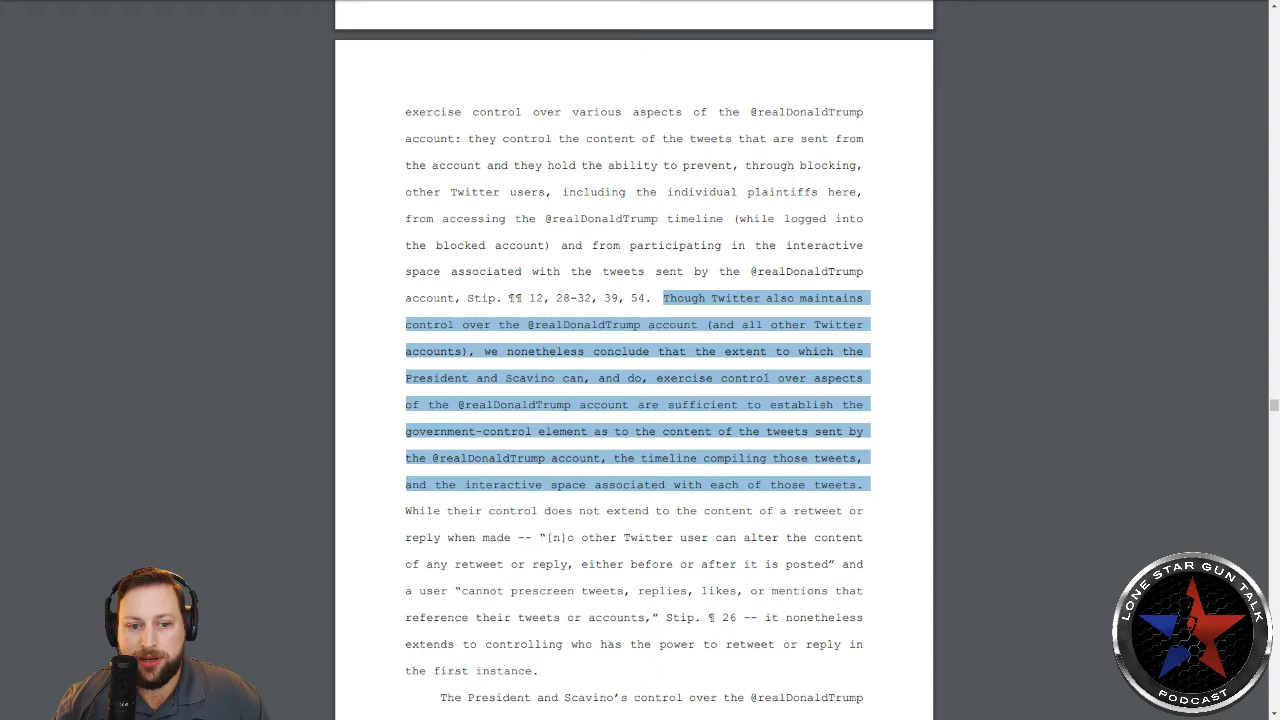 exercise control over various aspects of the @realDonaldTrump
account: they control the content of the tweets that are sent from
the account and they hold the ability to prevent, through blocking,
other Twitter users, including the individual plaintiffs here,
from accessing the @realDonaldTrump timeline (while logged into
the blocked account) and from participating in the interactive
space associated with the tweets sent by the @realDonaldTrump
account, Stip. ¶¶ 12, 28-32, 39, 54. Though Twitter also maintains
control over the @realDonaldTrump account (and all other Twitter
accounts), we nonetheless conclude that the extent to which the
President and Scavino can, and do, exercise control over aspects
of the @realDonaldTrump account are sufficient to establish the
government-control element as to the content of the tweets sent by
the @realDonaldTrump account, the timeline compiling those tweets,
and the interactive space associated with each of those tweets.
While their control does not extend to the content of a retweet or
reply when made -- “[n]o other Twitter user can alter the content
of any retweet or reply, either before or after it is posted” and
a user “cannot prescreen tweets, replies, likes, or mentions that
reference their tweets or accounts,” Stip. ¶ 26 -- it nonetheless
extends to controlling who has the power to retweet or reply in
the first instance.
The President and Scavino’s control over the @realDonaldTrump
LONE STAR GUN TALK
PODCAST